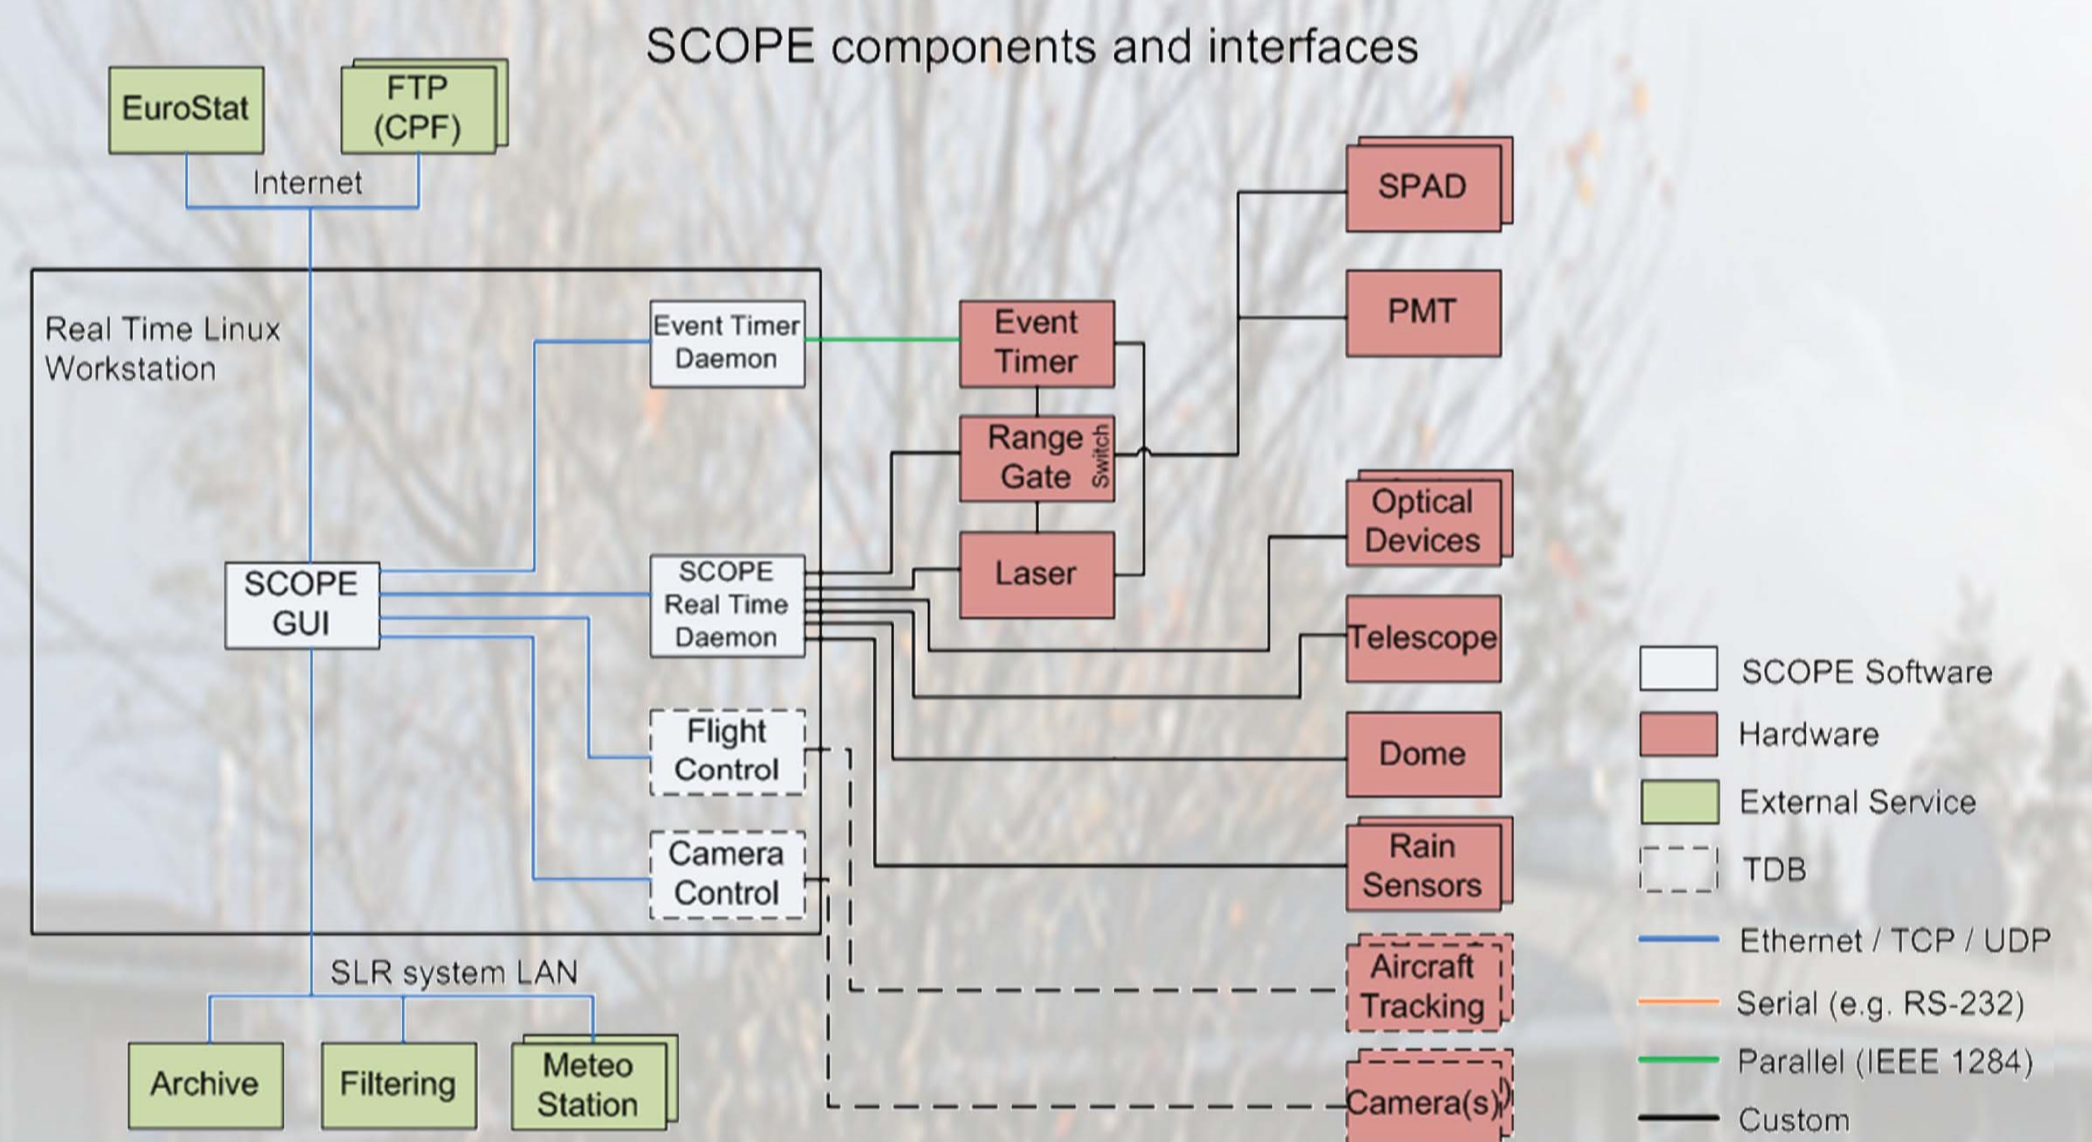 SCOPE components and interfaces
EuroStat
FTP
(CPF)
Internet
Real Time Linux
Workstation
Event Timer
Daemon
SCOPE
GUI
SCOPE
Real Time
Daemon
Flight
Control
Camera
Control
SLR system LAN
Archive
Filtering
Meteo
Station
Event
Timer
Range
Gate
Switch
Laser
SPAD
PMT
Optical
Devices
Telescope
Dome
Rain
Sensors
Aircraft
Tracking
Camera(s)
SCOPE Software
Hardware
External Service
TDB
Ethernet / TCP / UDP
Serial (e.g. RS-232)
Parallel (IEEE 1284)
Custom